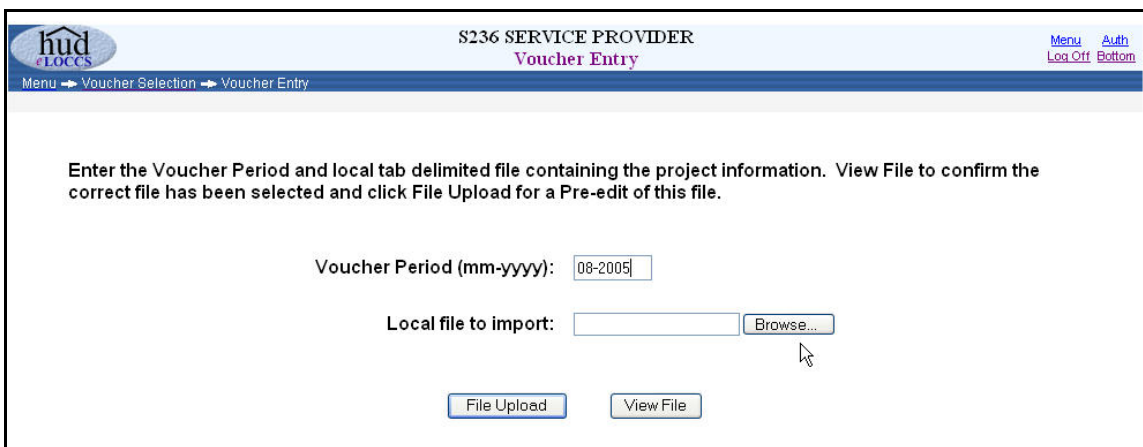 hud
eLOCCS
S236 SERVICE PROVIDER
Voucher Entry
Menu Auth
Log Off Bottom
Menu → Voucher Selection → Voucher Entry
Enter the Voucher Period and local tab delimited file containing the project information. View File to confirm the
correct file has been selected and click File Upload for a Pre-edit of this file.
Voucher Period (mm-yyyy): 08-2005
Local file to import: Browse...
File Upload View File